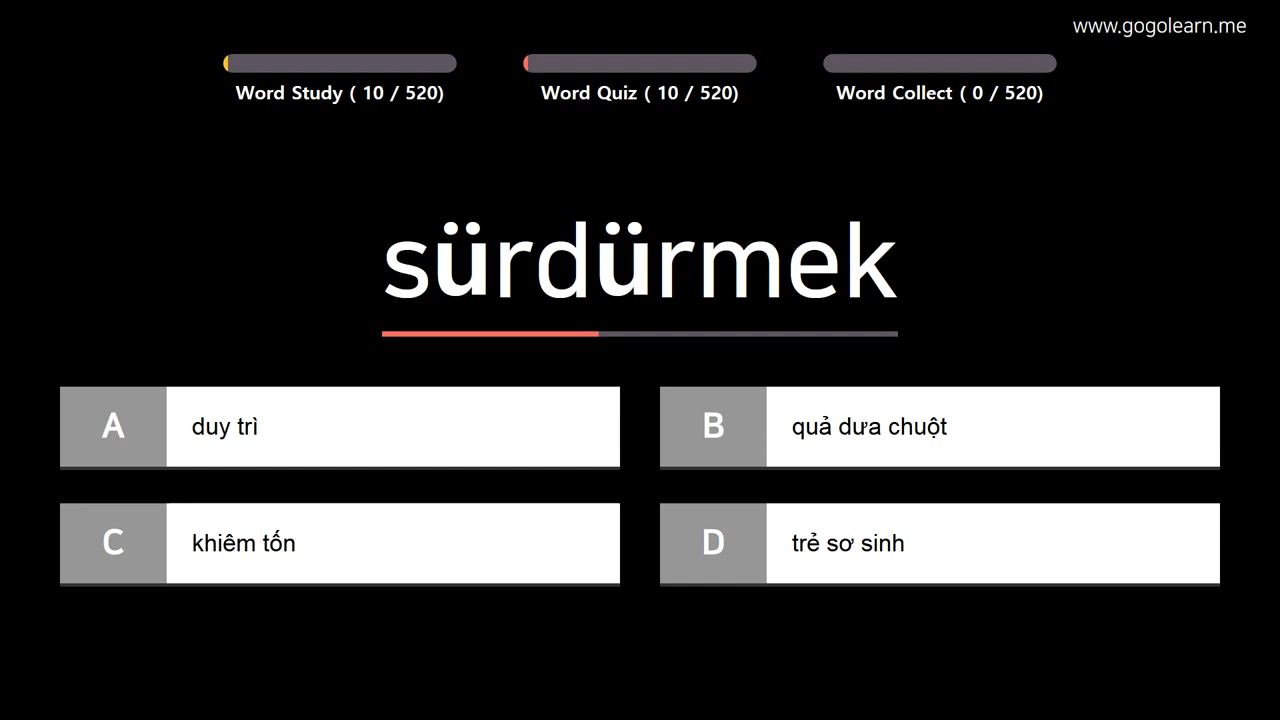 www.gogolearn.me
Word Study ( 10 / 520)
Word Quiz ( 10 / 520)
Word Collect ( 0 / 520)
sürdürmek
A duy trì
B quả dưa chuột
C khiêm tốn
D trẻ sơ sinh